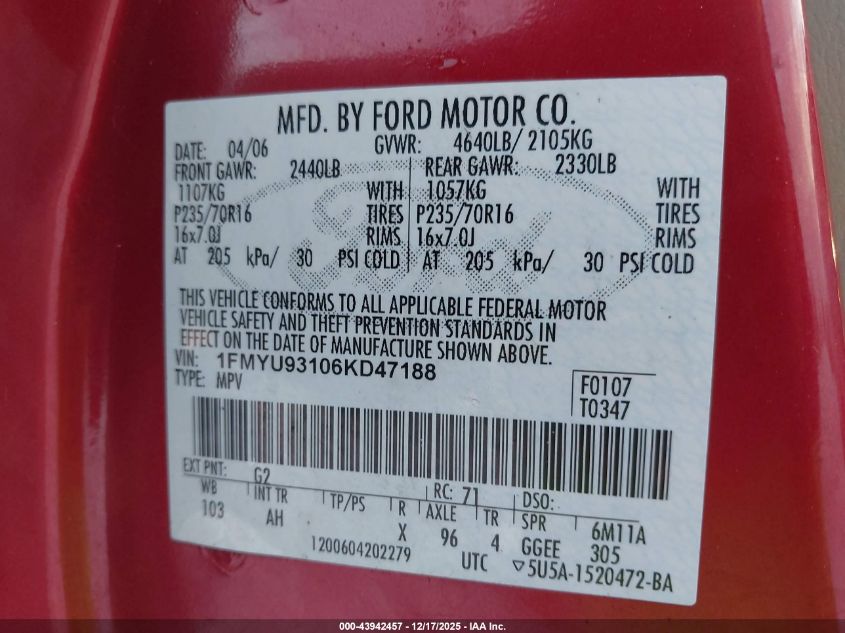 MFD. BY FORD MOTOR CO.
DATE: 04/06 GVWR: 4640LB/ 2105KG
FRONT GAWR: 2440LB REAR GAWR: 2330LB
1107KG WITH 1057KG WITH
P235/70R16 TIRES P235/70R16 TIRES
16x7.0J RIMS 16x7.0J RIMS
AT 205 kPa/ 30 PSI COLD AT 205 kPa/ 30 PSI COLD
Ford
THIS VEHICLE CONFORMS TO ALL APPLICABLE FEDERAL MOTOR
VEHICLE SAFETY AND THEFT PREVENTION STANDARDS IN
EFFECT ON THE DATE OF MANUFACTURE SHOWN ABOVE.
VIN: 1FMYU93106KD47188
TYPE: MPV F0107
T0347
EXT PNT: G2 RC: 71 DSO:
WB INT TR TP/PS R AXLE TR SPR 6M11A
103 AH X 96 4 GGEE 305
1200604202279 UTC ▽5U5A-1520472-BA
000-43942457 - 12/17/2025 - IAA Inc.